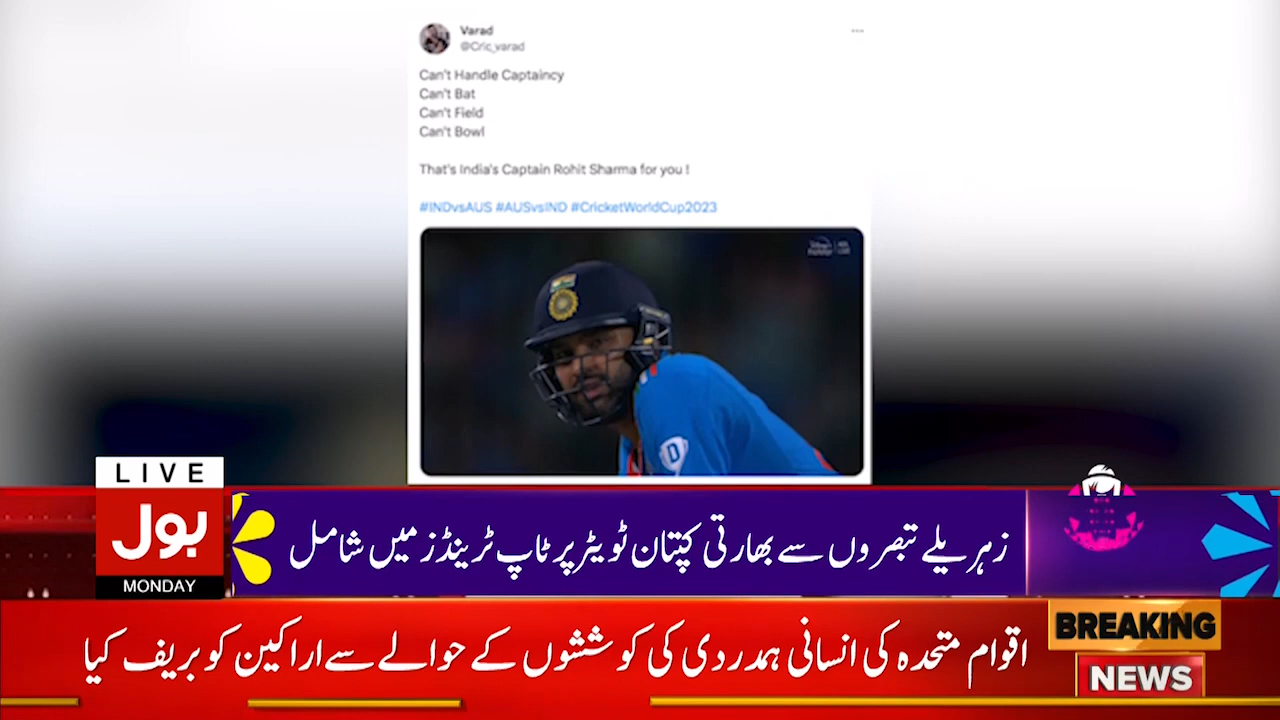 Varad
@Cric_varad
Can't Handle Captaincy
Can't Bat
Can't Field
Can't Bowl
That's India's Captain Rohit Sharma for you !
#INDvsAUS #AUSvsIND #CricketWorldCup2023
LIVE
بول
MONDAY
زہریلے تبصروں سے بھارتی کپتان ٹویٹر پر ٹاپ ٹرینڈز میں شامل
BREAKING
NEWS
اقوام متحدہ کی انسانی ہمدردی کی کوششوں کے حوالے سے اراکین کو بریف کیا